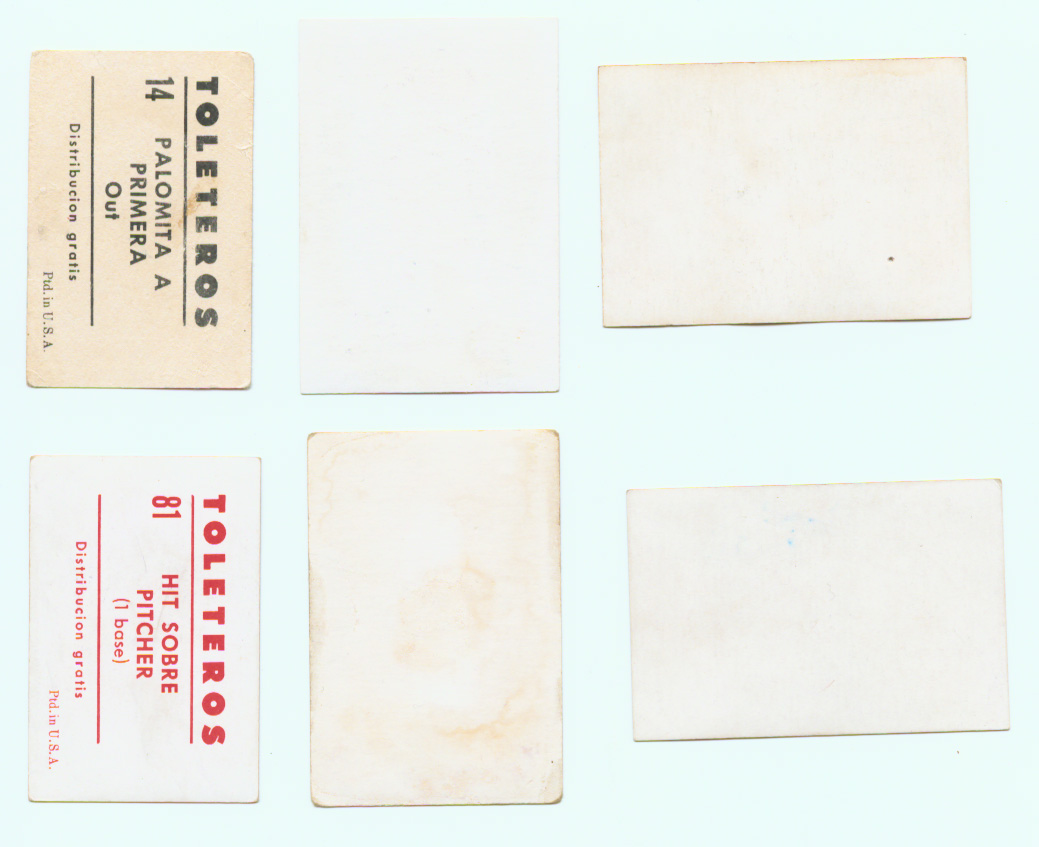 TOLETEROS
14 PALOMITA A
PRIMERA
Out
Distribucion gratis
Ptd. in U.S.A.
TOLETEROS
81 HIT SOBRE
PITCHER
(1 base)
Distribucion gratis
Ptd. in U.S.A.